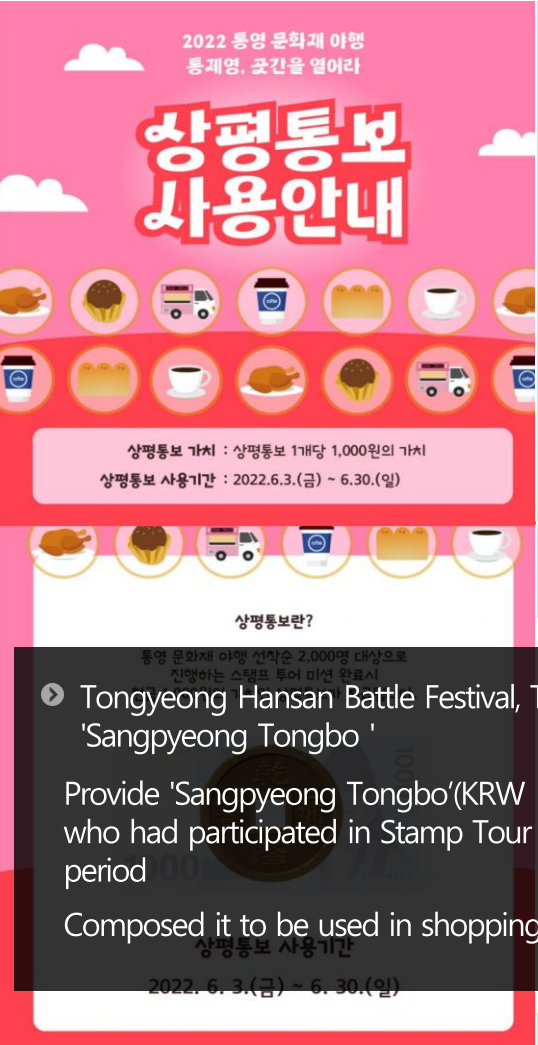 2022 통영 문화재 야행
통제영, 곳간을 열어라
상평통보
사용안내
상평통보 가치 : 상평통보 1개당 1,000원의 가치
상평통보 사용기간 : 2022.6.3.(금) ~ 6.30.(일)
상평통보란?
통영 문화재 야행 선착순 2,000명 대상으로
진행하는 스탬프 투어 미션 완료시
Tongyeong Hansan Battle Festival, T
'Sangpyeong Tongbo '
Provide 'Sangpyeong Tongbo’(KRW
who had participated in Stamp Tour
period
Composed it to be used in shopping
상평통보 사용기간
2022. 6. 3.(금) ~ 6. 30.(일)